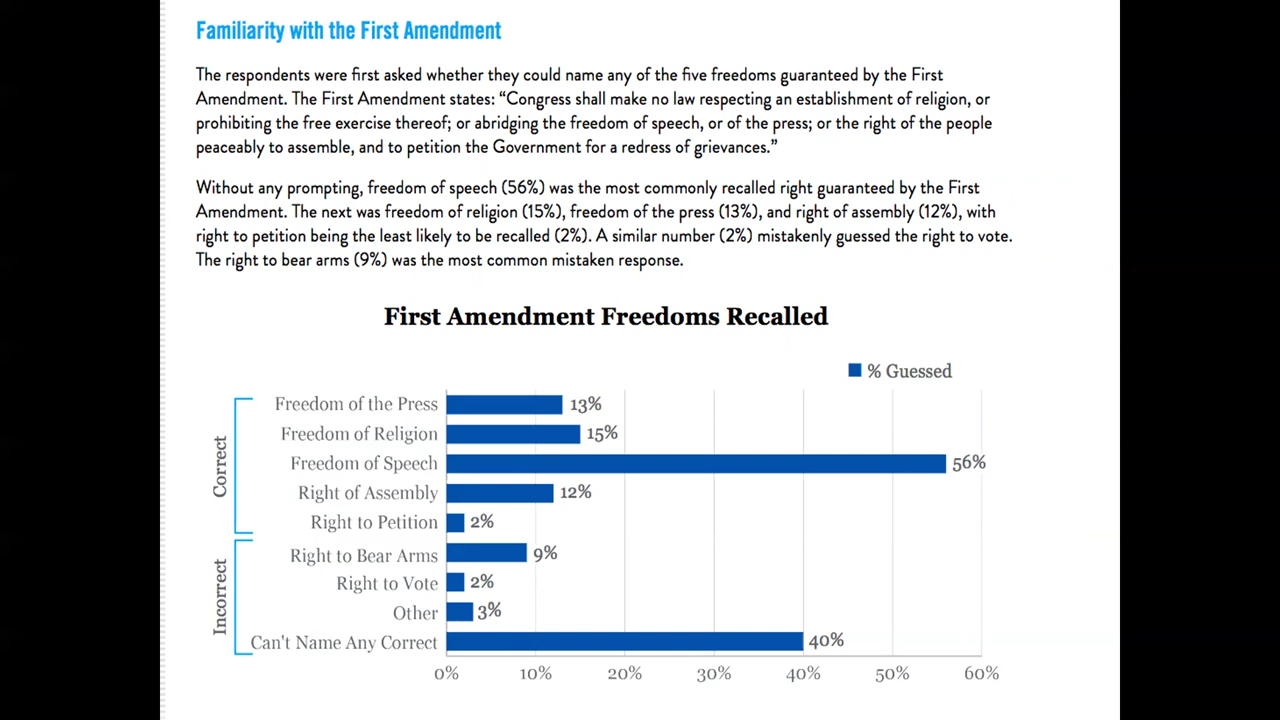 Familiarity with the First Amendment
The respondents were first asked whether they could name any of the five freedoms guaranteed by the First
Amendment. The First Amendment states: “Congress shall make no law respecting an establishment of religion, or
prohibiting the free exercise thereof; or abridging the freedom of speech, or of the press; or the right of the people
peaceably to assemble, and to petition the Government for a redress of grievances.”
Without any prompting, freedom of speech (56%) was the most commonly recalled right guaranteed by the First
Amendment. The next was freedom of religion (15%), freedom of the press (13%), and right of assembly (12%), with
right to petition being the least likely to be recalled (2%). A similar number (2%) mistakenly guessed the right to vote.
The right to bear arms (9%) was the most common mistaken response.
First Amendment Freedoms Recalled
% Guessed
Correct
Freedom of the Press 13%
Freedom of Religion 15%
Freedom of Speech 56%
Right of Assembly 12%
Right to Petition 2%
Incorrect
Right to Bear Arms 9%
Right to Vote 2%
Other 3%
Can't Name Any Correct 40%
0% 10% 20% 30% 40% 50% 60%